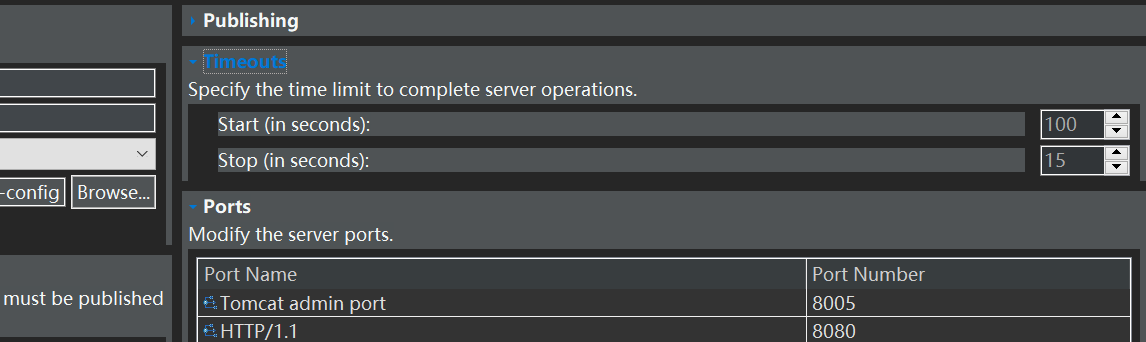 Publishing
Timeouts
Specify the time limit to complete server operations.
Start (in seconds): 100
Stop (in seconds): 15
-config Browse...
Ports
Modify the server ports.
Port Name Port Number
must be published
Tomcat admin port 8005
HTTP/1.1 8080